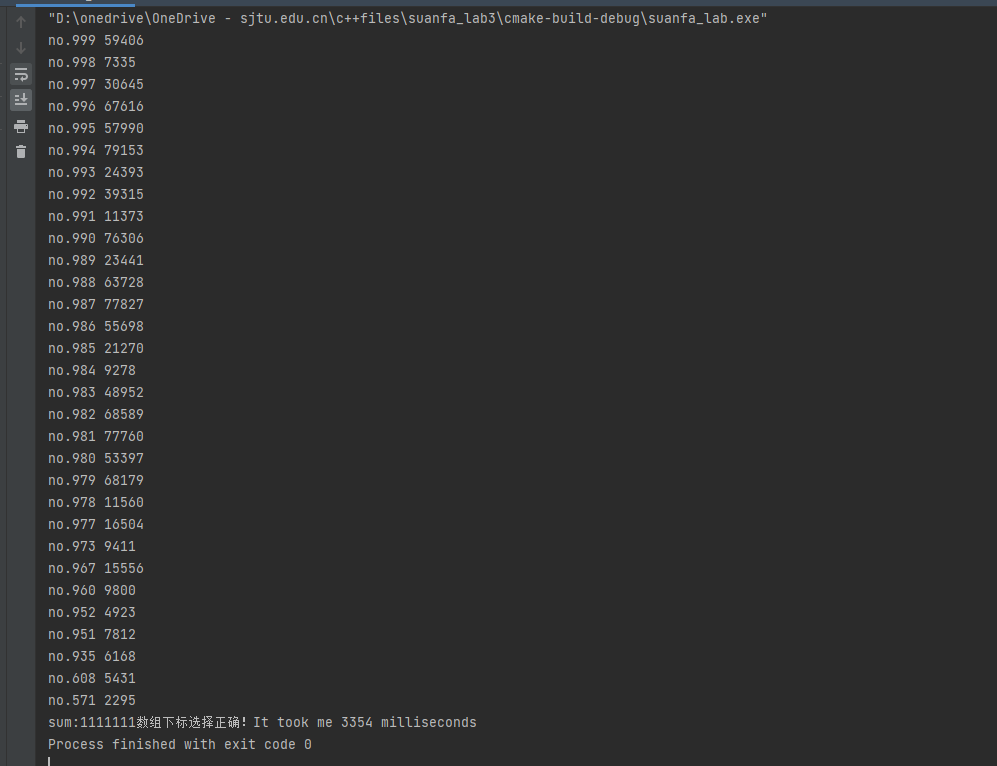 "D:\onedrive\OneDrive - sjtu.edu.cn\c++files\suanfa_lab3\cmake-build-debug\suanfa_lab.exe"
no.999 59406
no.998 7335
no.997 30645
no.996 67616
no.995 57990
no.994 79153
no.993 24393
no.992 39315
no.991 11373
no.990 76306
no.989 23441
no.988 63728
no.987 77827
no.986 55698
no.985 21270
no.984 9278
no.983 48952
no.982 68589
no.981 77760
no.980 53397
no.979 68179
no.978 11560
no.977 16504
no.973 9411
no.967 15556
no.960 9800
no.952 4923
no.951 7812
no.935 6168
no.608 5431
no.571 2295
sum:1111111数组下标选择正确！It took me 3354 milliseconds
Process finished with exit code 0